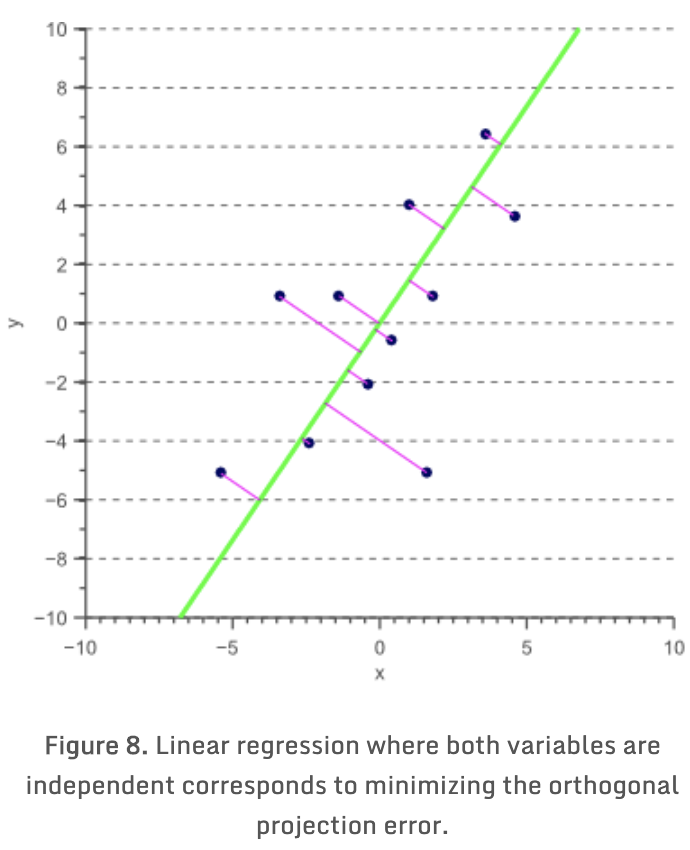 10
8
6
4
2
0
−2
−4
−6
−8
−10
y
−10 −5 0 5 10
x
Figure 8. Linear regression where both variables are
independent corresponds to minimizing the orthogonal
projection error.